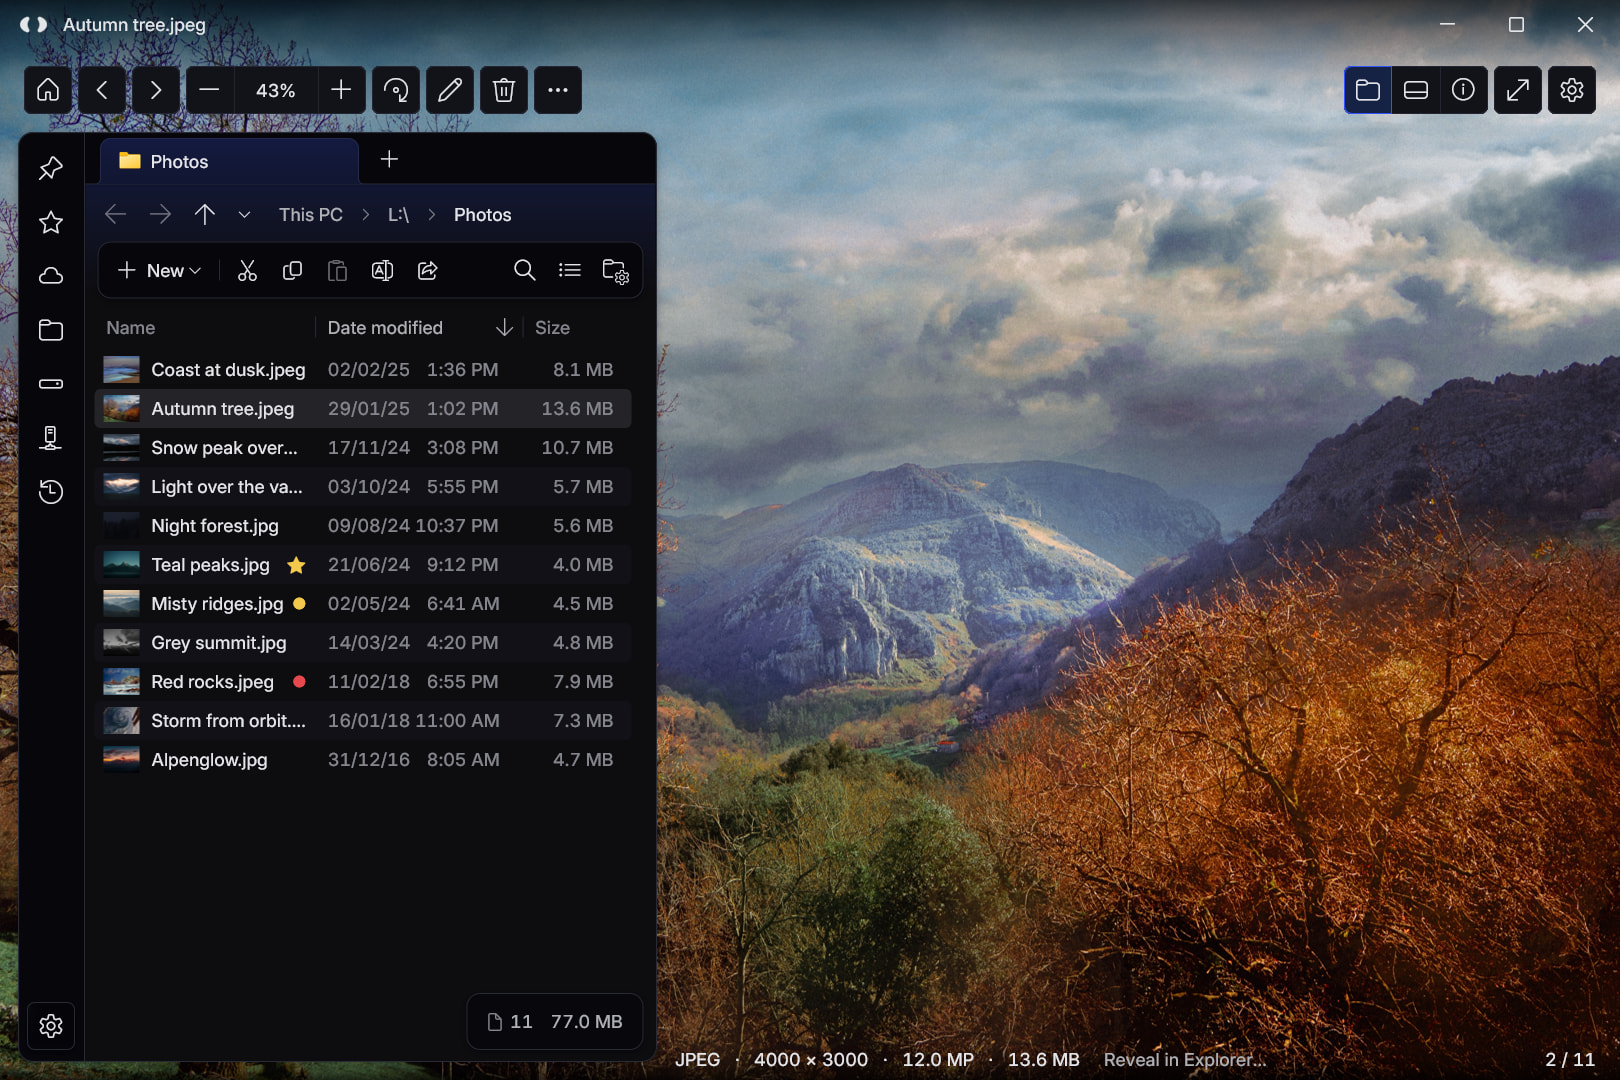 Autumn tree.jpeg
43%
Photos
This PC > L:\ > Photos
New
Name Date modified Size
Coast at dusk.jpeg 02/02/25 1:36 PM 8.1 MB
Autumn tree.jpeg 29/01/25 1:02 PM 13.6 MB
Snow peak over... 17/11/24 3:08 PM 10.7 MB
Light over the va... 03/10/24 5:55 PM 5.7 MB
Night forest.jpg 09/08/24 10:37 PM 5.6 MB
Teal peaks.jpg 21/06/24 9:12 PM 4.0 MB
Misty ridges.jpg 02/05/24 6:41 AM 4.5 MB
Grey summit.jpg 14/03/24 4:20 PM 4.8 MB
Red rocks.jpeg 11/02/18 6:55 PM 7.9 MB
Storm from orbit.... 16/01/18 11:00 AM 7.3 MB
Alpenglow.jpg 31/12/16 8:05 AM 4.7 MB
11 77.0 MB
JPEG · 4000 × 3000 · 12.0 MP · 13.6 MB Reveal in Explorer... 2 / 11